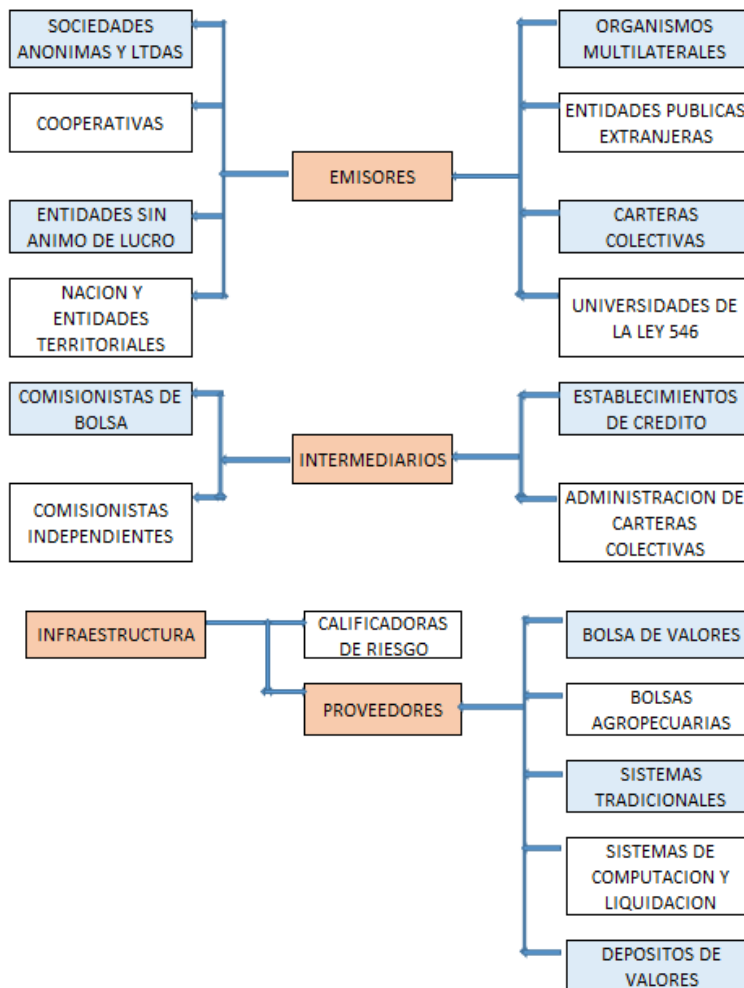 SOCIEDADES
ANONIMAS Y LTDAS
COOPERATIVAS
ENTIDADES SIN
ANIMO DE LUCRO
NACION Y
ENTIDADES
TERRITORIALES
EMISORES
ORGANISMOS
MULTILATERALES
ENTIDADES PUBLICAS
EXTRANJERAS
CARTERAS
COLECTIVAS
UNIVERSIDADES DE
LA LEY 546
COMISIONISTAS DE
BOLSA
COMISIONISTAS
INDEPENDIENTES
INTERMEDIARIOS
ESTABLECIMIENTOS
DE CREDITO
ADMINISTRACION DE
CARTERAS
COLECTIVAS
INFRAESTRUCTURA
CALIFICADORAS
DE RIESGO
PROVEEDORES
BOLSA DE VALORES
BOLSAS
AGROPECUARIAS
SISTEMAS
TRADICIONALES
SISTEMAS DE
COMPUTACION Y
LIQUIDACION
DEPOSITOS DE
VALORES